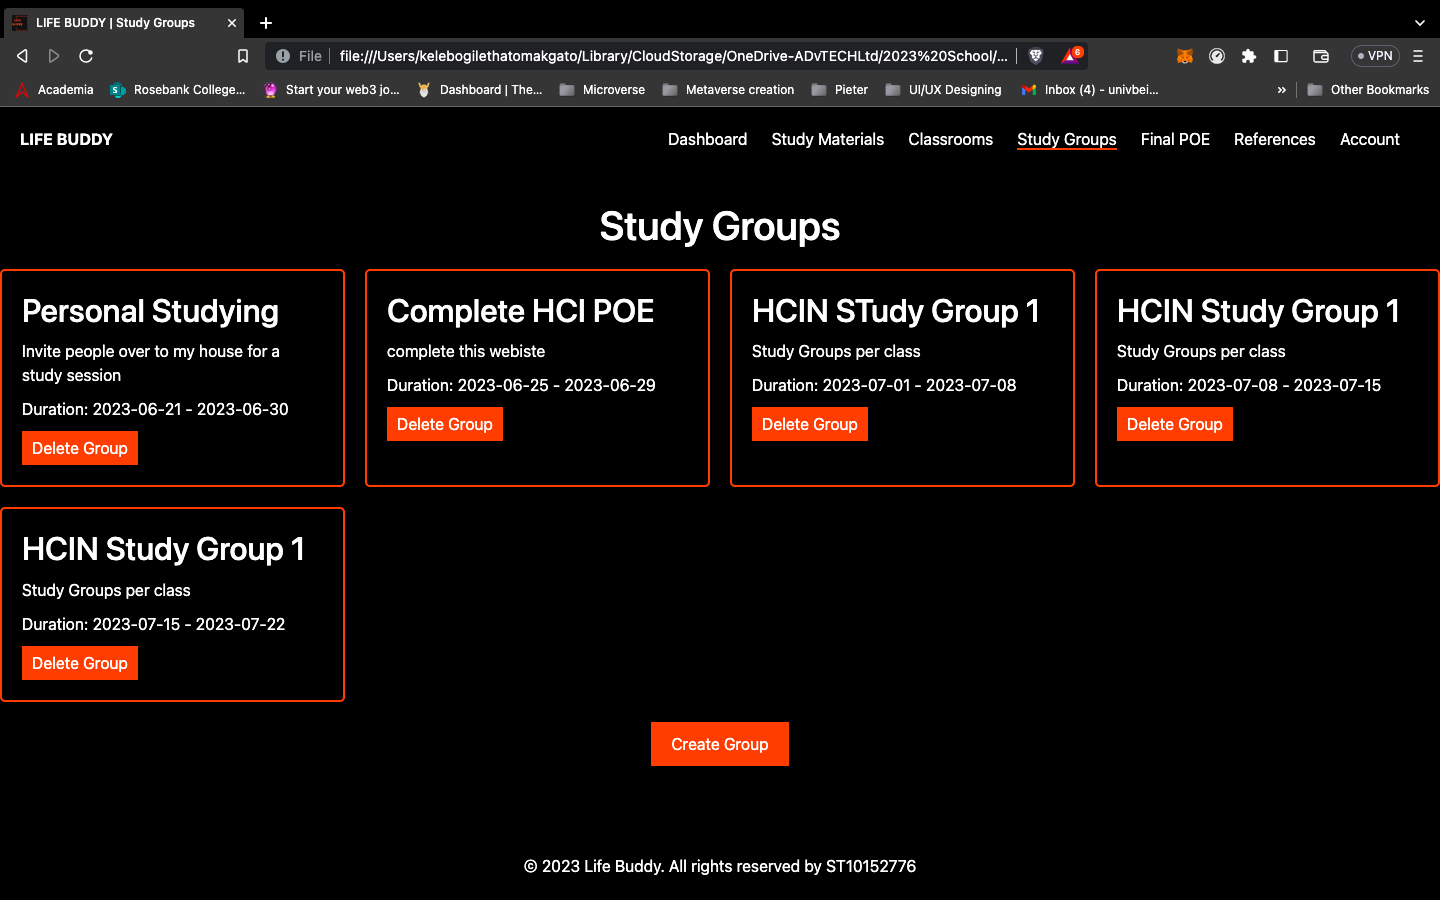 LIFE BUDDY | Study Groups
File
file:///Users/kelebogilethatomakgato/Library/CloudStorage/OneDrive-ADvTECHLtd/2023%20School/...
6
VPN
Academia
Rosebank College...
Start your web3 jo...
Dashboard | The...
Microverse
Metaverse creation
Pieter
UI/UX Designing
Inbox (4) - univbei...
»
Other Bookmarks
LIFE BUDDY
Dashboard
Study Materials
Classrooms
Study Groups
Final POE
References
Account
Study Groups
Personal Studying
Invite people over to my house for a
study session
Duration: 2023-06-21 - 2023-06-30
Delete Group
Complete HCI POE
complete this webiste
Duration: 2023-06-25 - 2023-06-29
Delete Group
HCIN STudy Group 1
Study Groups per class
Duration: 2023-07-01 - 2023-07-08
Delete Group
HCIN Study Group 1
Study Groups per class
Duration: 2023-07-08 - 2023-07-15
Delete Group
HCIN Study Group 1
Study Groups per class
Duration: 2023-07-15 - 2023-07-22
Delete Group
Create Group
© 2023 Life Buddy. All rights reserved by ST10152776